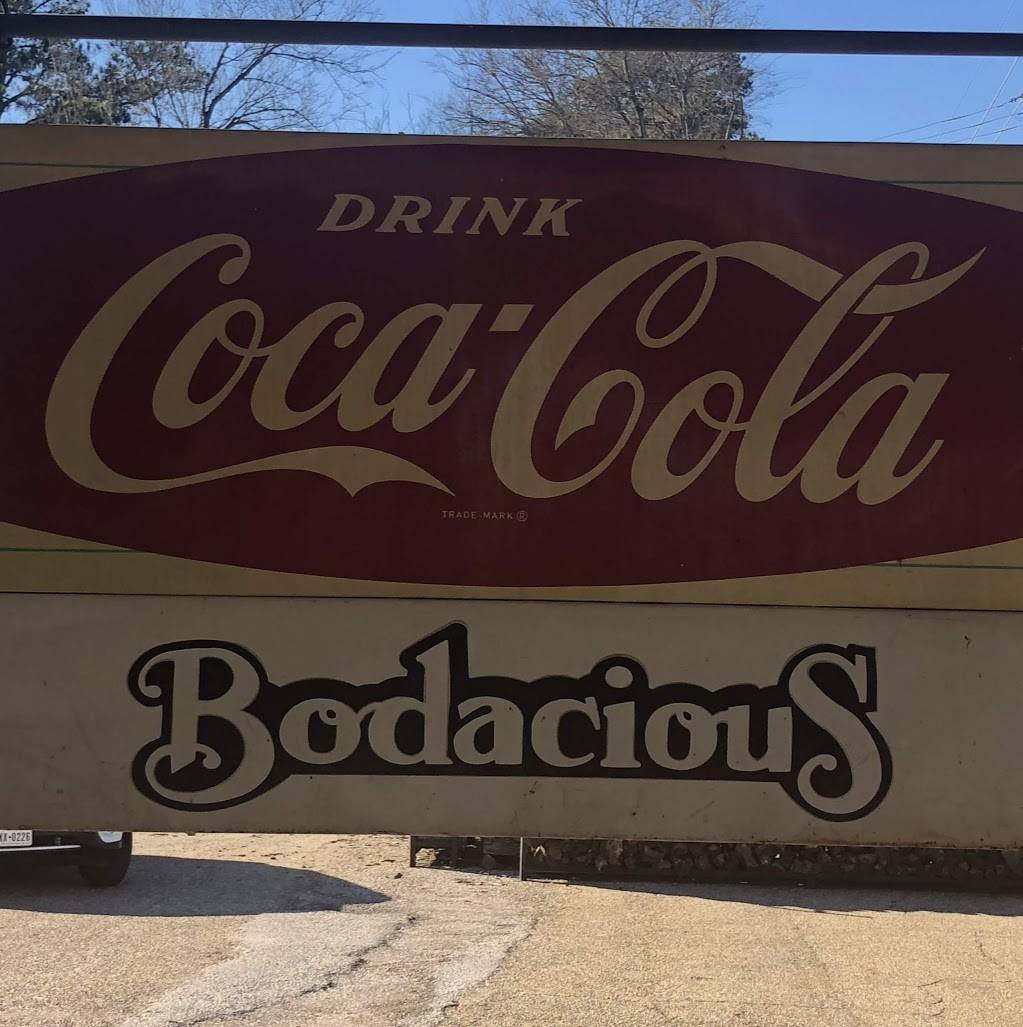 DRINK
Coca-Cola
TRADE-MARK ®
Bodacious